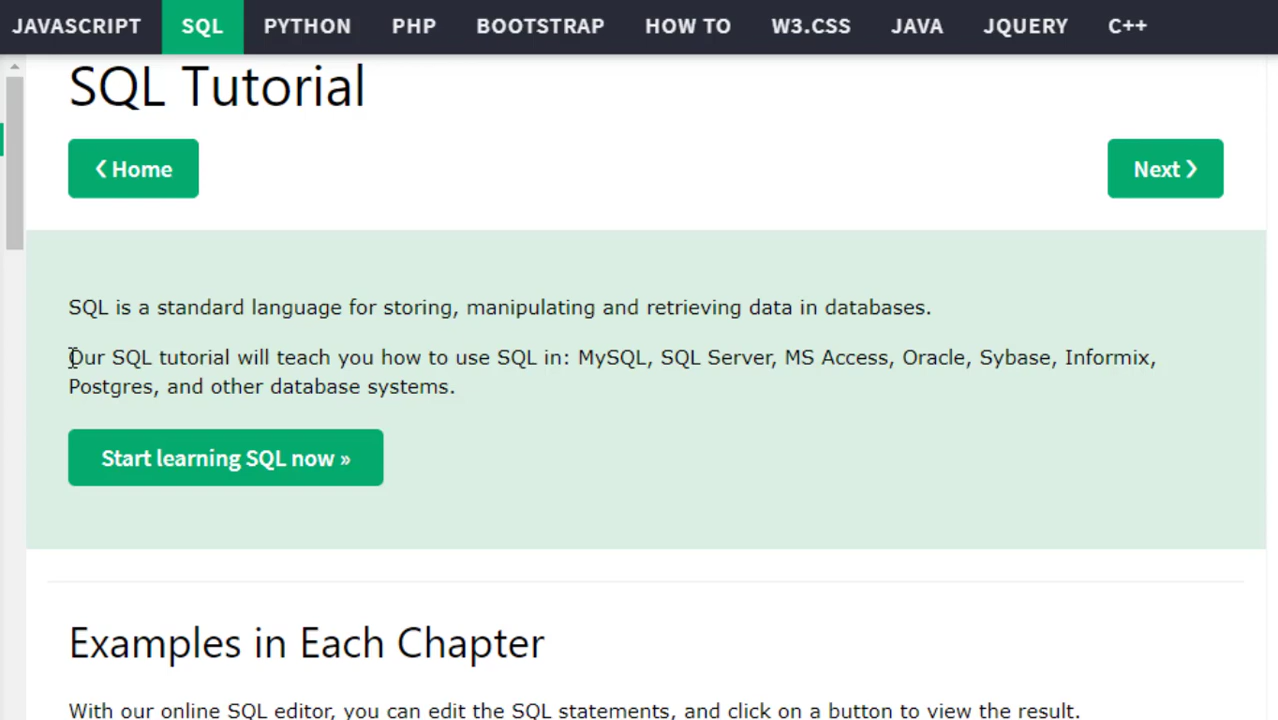 JAVASCRIPT SQL PYTHON PHP BOOTSTRAP HOW TO W3.CSS JAVA JQUERY C++
SQL Tutorial
❮ Home Next ❯
SQL is a standard language for storing, manipulating and retrieving data in databases.
Our SQL tutorial will teach you how to use SQL in: MySQL, SQL Server, MS Access, Oracle, Sybase, Informix,
Postgres, and other database systems.
Start learning SQL now »
Examples in Each Chapter
With our online SQL editor, you can edit the SQL statements, and click on a button to view the result.